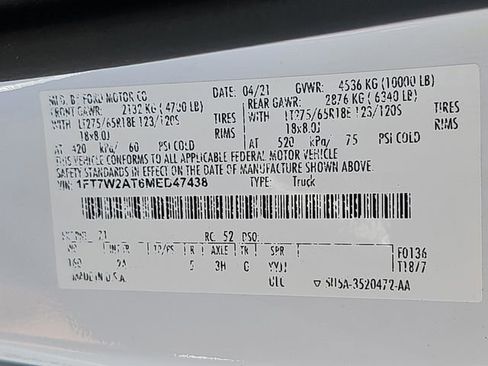 MFD. BY FORD MOTOR CO. DATE: 04/21 GVWR: 4536 KG (10000 LB)
FRONT GAWR: 2132 KG (4700 LB) REAR GAWR: 2876 KG (6340 LB)
WITH LT275/65R18E 123/120S TIRES WITH LT275/65R18E 123/120S TIRES
18x8.0J RIMS 18x8.0J RIMS
AT 420 kPa/ 60 PSI COLD AT 520 kPa/ 75 PSI COLD
THIS VEHICLE CONFORMS TO ALL APPLICABLE FEDERAL MOTOR VEHICLE
SAFETY STANDARDS IN EFFECT ON THE DATE OF MANUFACTURE SHOWN ABOVE.
VIN: 1FT7W2AT6MED47438 TYPE: Truck
21 RC: 52 DSO:
R AXLE TR SPR F0136
5 3H G T18/7
MADE IN U.S.A. UTC